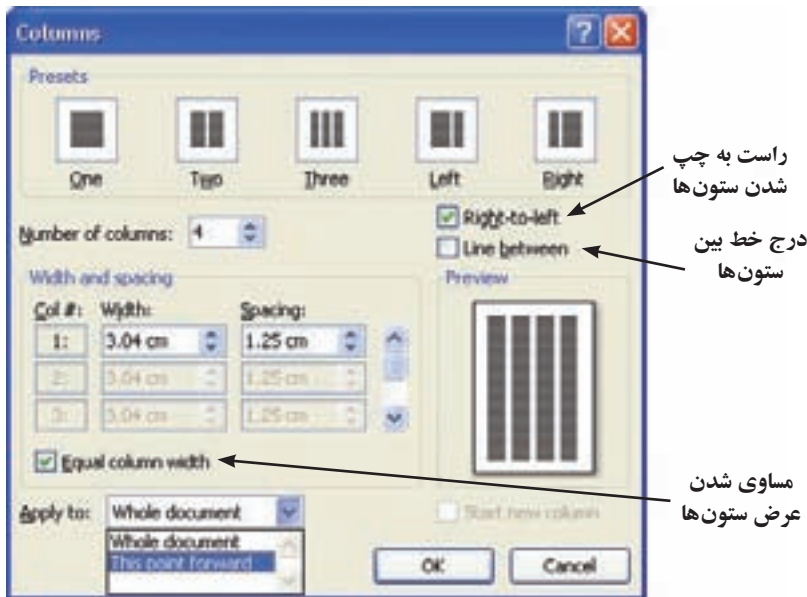 Columns
Presets
One Two Three Left Right
راست به چپ
شدن ستون‌ها
Number of columns: 4
Right-to-left
Line between
درج خط بین
ستون‌ها
Width and spacing
Preview
Col #: Width: Spacing:
1: 3.04 cm 1.25 cm
2: 3.04 cm 1.25 cm
3: 3.04 cm 1.25 cm
Equal column width
مساوی شدن
عرض ستون‌ها
Apply to: Whole document
Start new column
Whole document
This point forward
OK Cancel